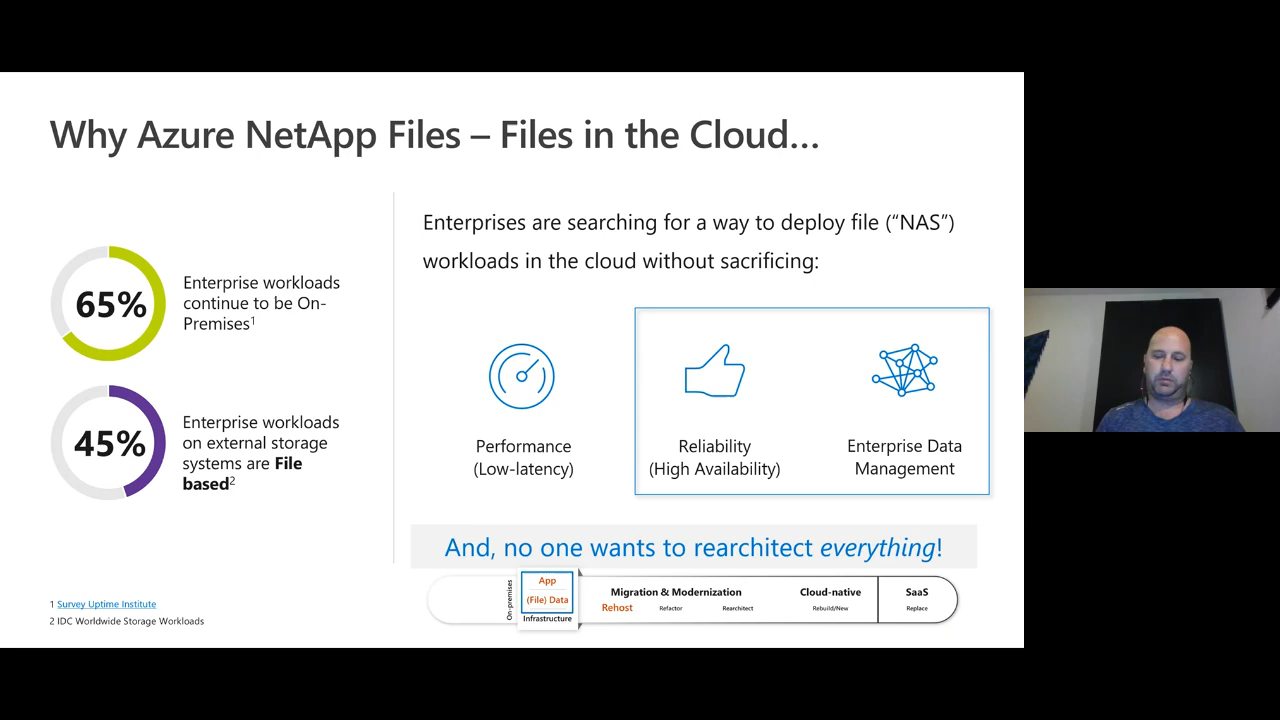 Why Azure NetApp Files – Files in the Cloud...
65%
Enterprise workloads
continue to be On-
Premises1
45%
Enterprise workloads
on external storage
systems are File
based2
1 Survey Uptime Institute
2 IDC Worldwide Storage Workloads
Enterprises are searching for a way to deploy file (“NAS”)
workloads in the cloud without sacrificing:
Performance
(Low-latency)
Reliability
(High Availability)
Enterprise Data
Management
And, no one wants to rearchitect everything!
On-premises
App
(File) Data
Infrastructure
Migration & Modernization
Rehost
Refactor
Rearchitect
Cloud-native
Rebuild/New
SaaS
Replace